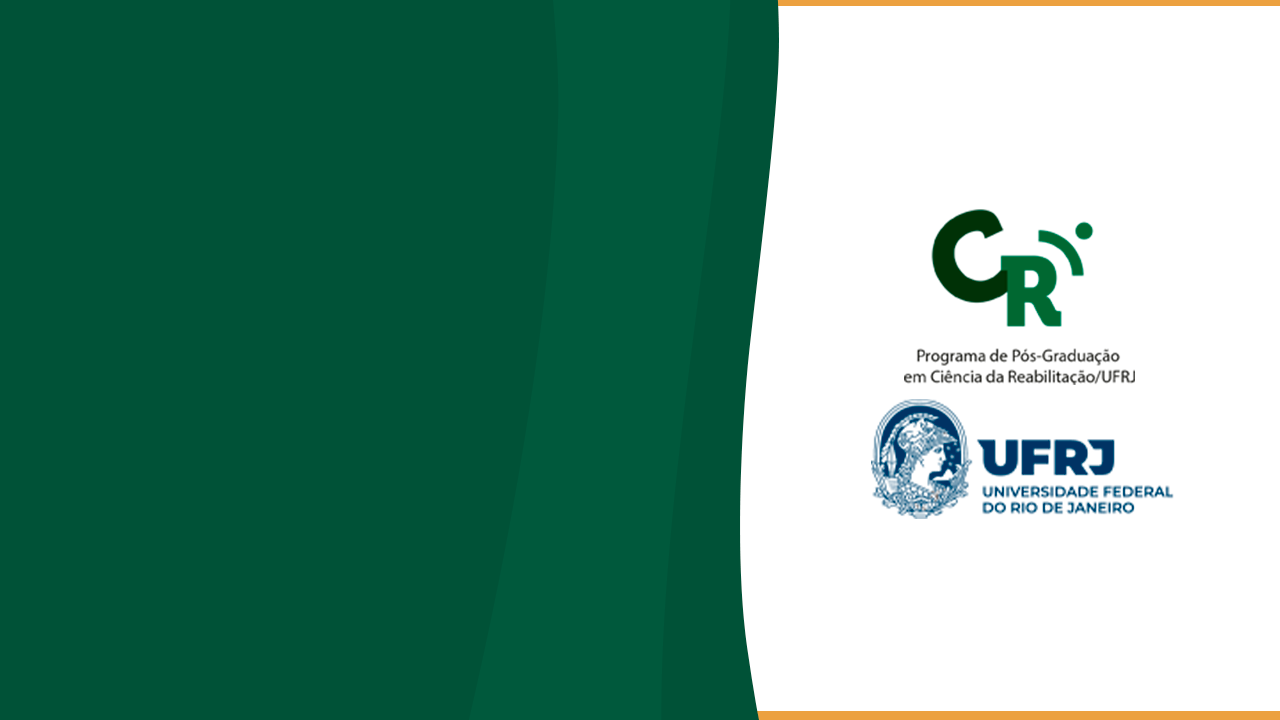 CR
Programa de Pós-Graduação
em Ciência da Reabilitação/UFRJ
UFRJ
UNIVERSIDADE FEDERAL
DO RIO DE JANEIRO